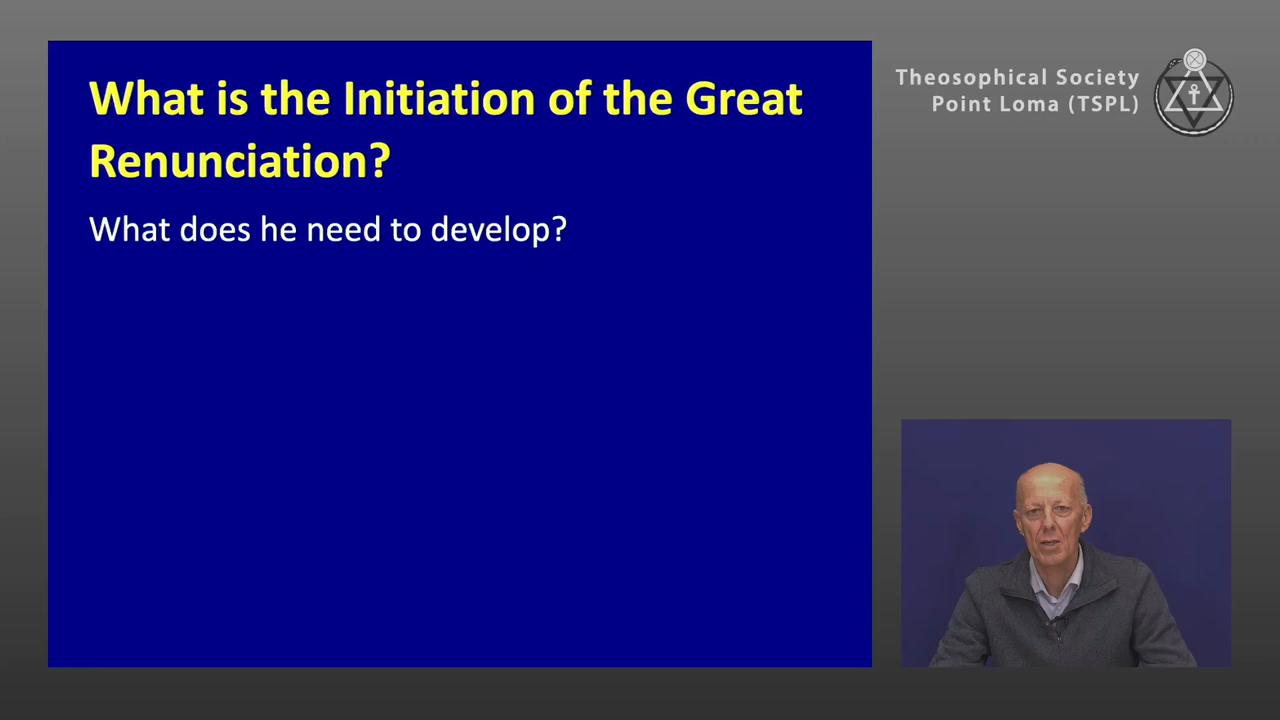 What is the Initiation of the Great
Renunciation?
What does he need to develop?
Theosophical Society
Point Loma (TSPL)